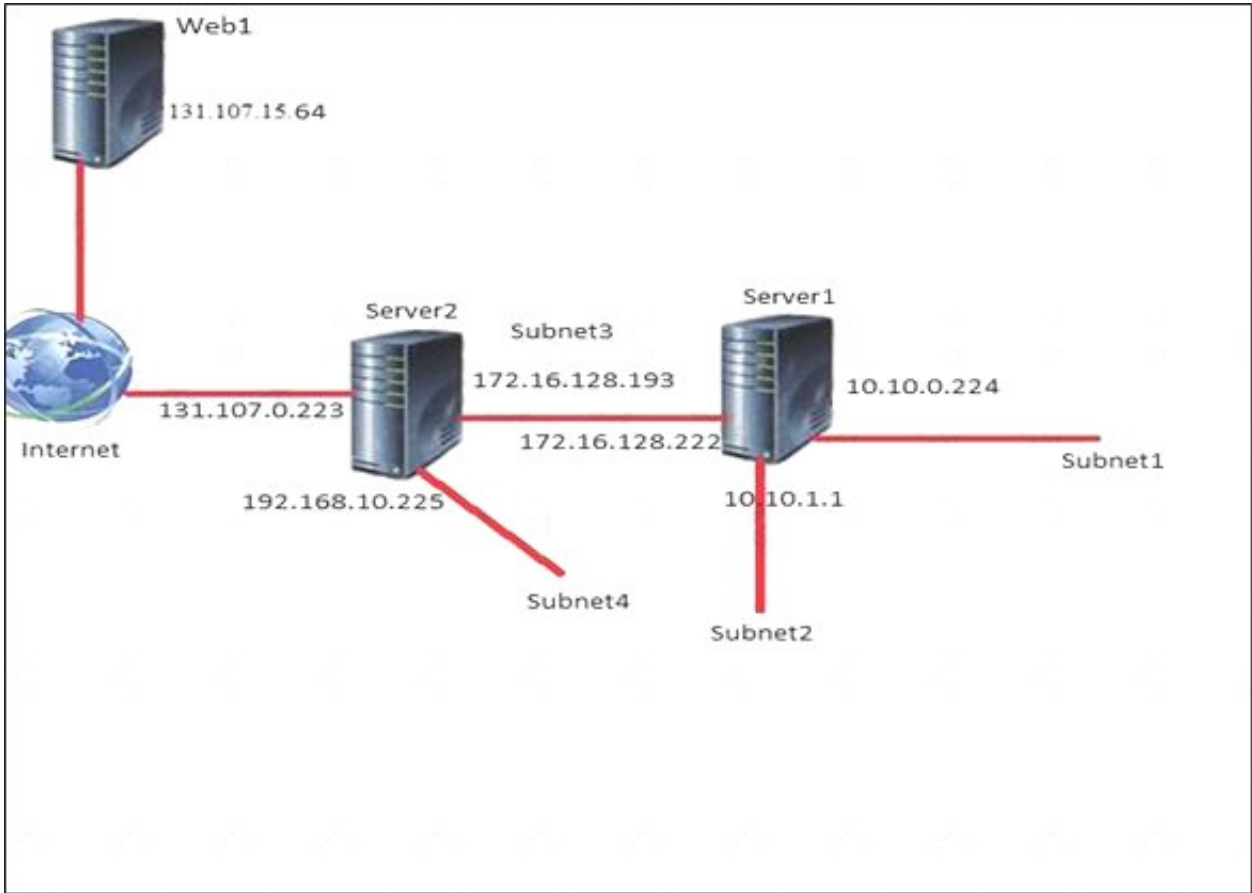 Web1
131.107.15.64
Server1
Server2
Subnet3
172.16.128.193
10.10.0.224
131.107.0.223
172.16.128.222
Internet
Subnet1
192.168.10.225
10.10.1.1
Subnet4
Subnet2